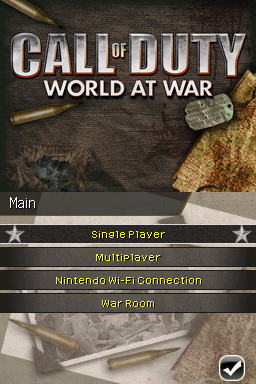 CALL OF DUTY
WORLD AT WAR
Main
Single Player
MultiPlayer
Nintendo Wi-Fi Connection
War Room